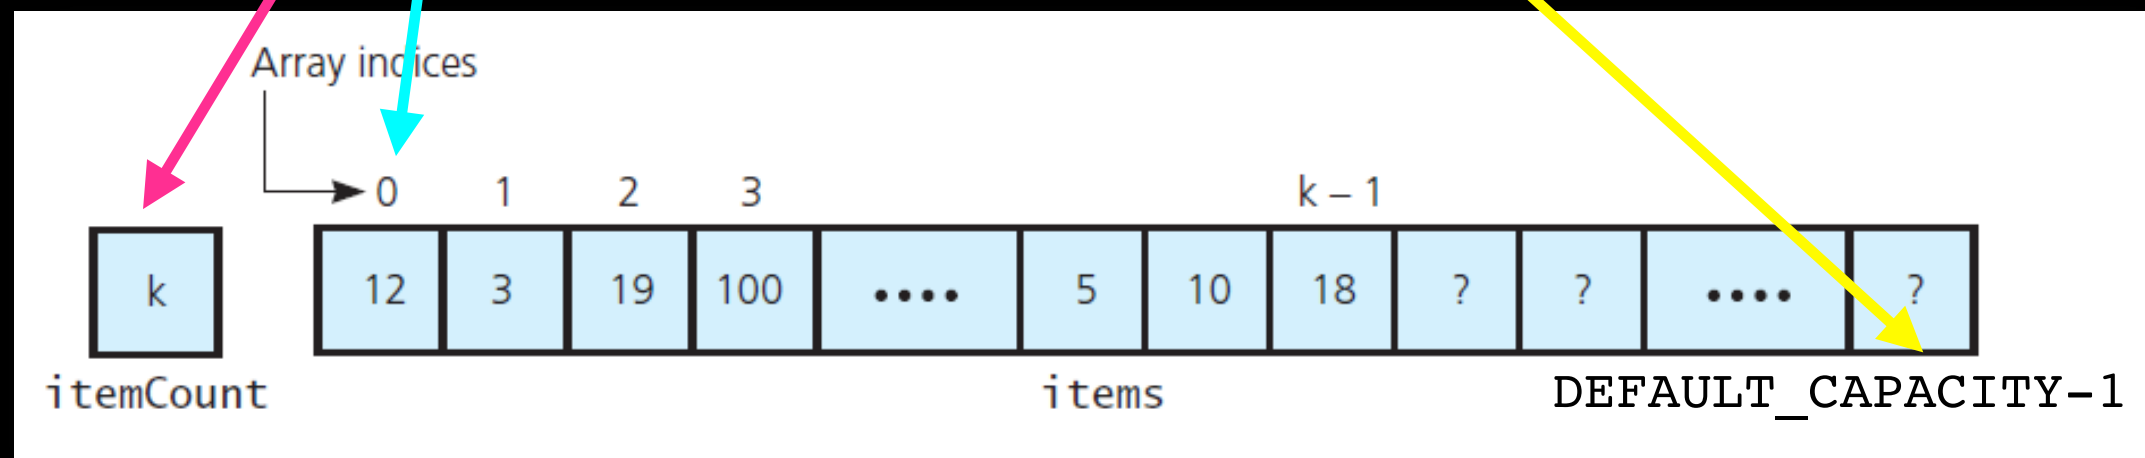 Array indices
0 1 2 3 k – 1
k 12 3 19 100 •••• 5 10 18 ? ? •••• ?
itemCount items DEFAULT_CAPACITY-1